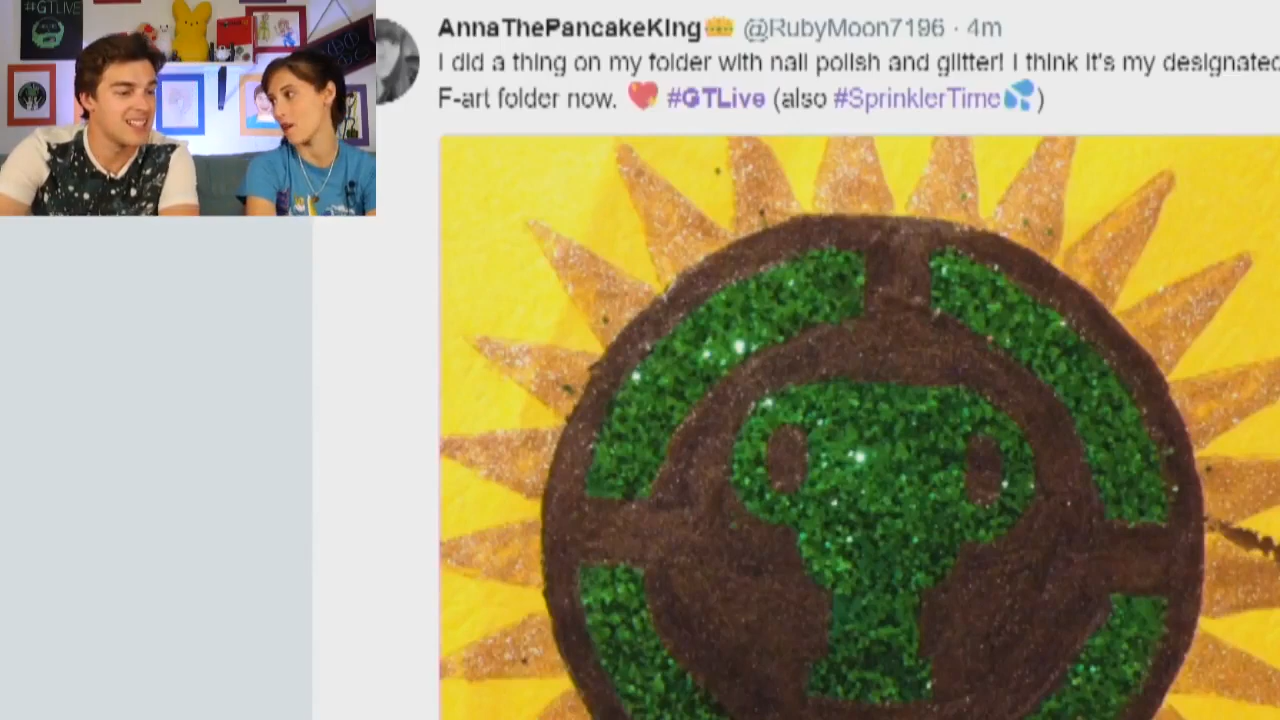 #GTLIVE
AnnaThePancakeKIng🍔 @RubyMoon7196 · 4m
I did a thing on my folder with nail polish and glitter! I think it's my designated
F-art folder now. 💖 #GTLive (also #SprinklerTime💦)